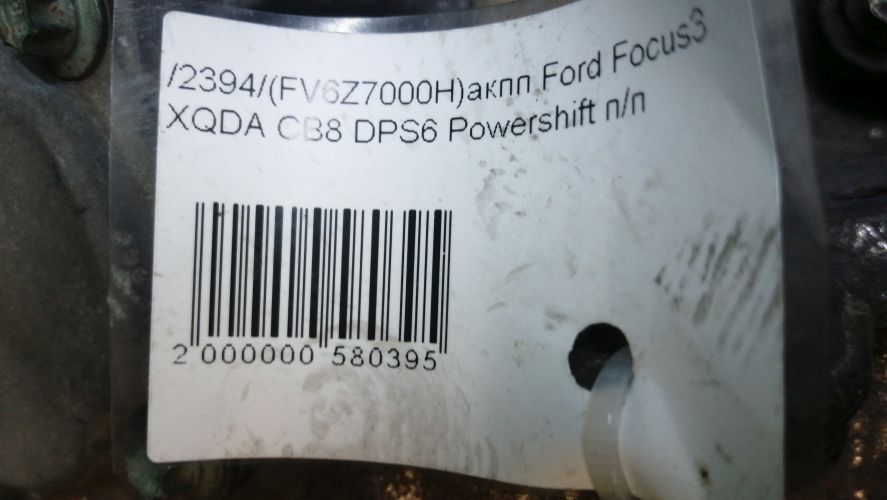 /2394/(FV6Z7000H)акпп Ford Focus3
XQDA CB8 DPS6 Powershift п/п
2 000000 580395